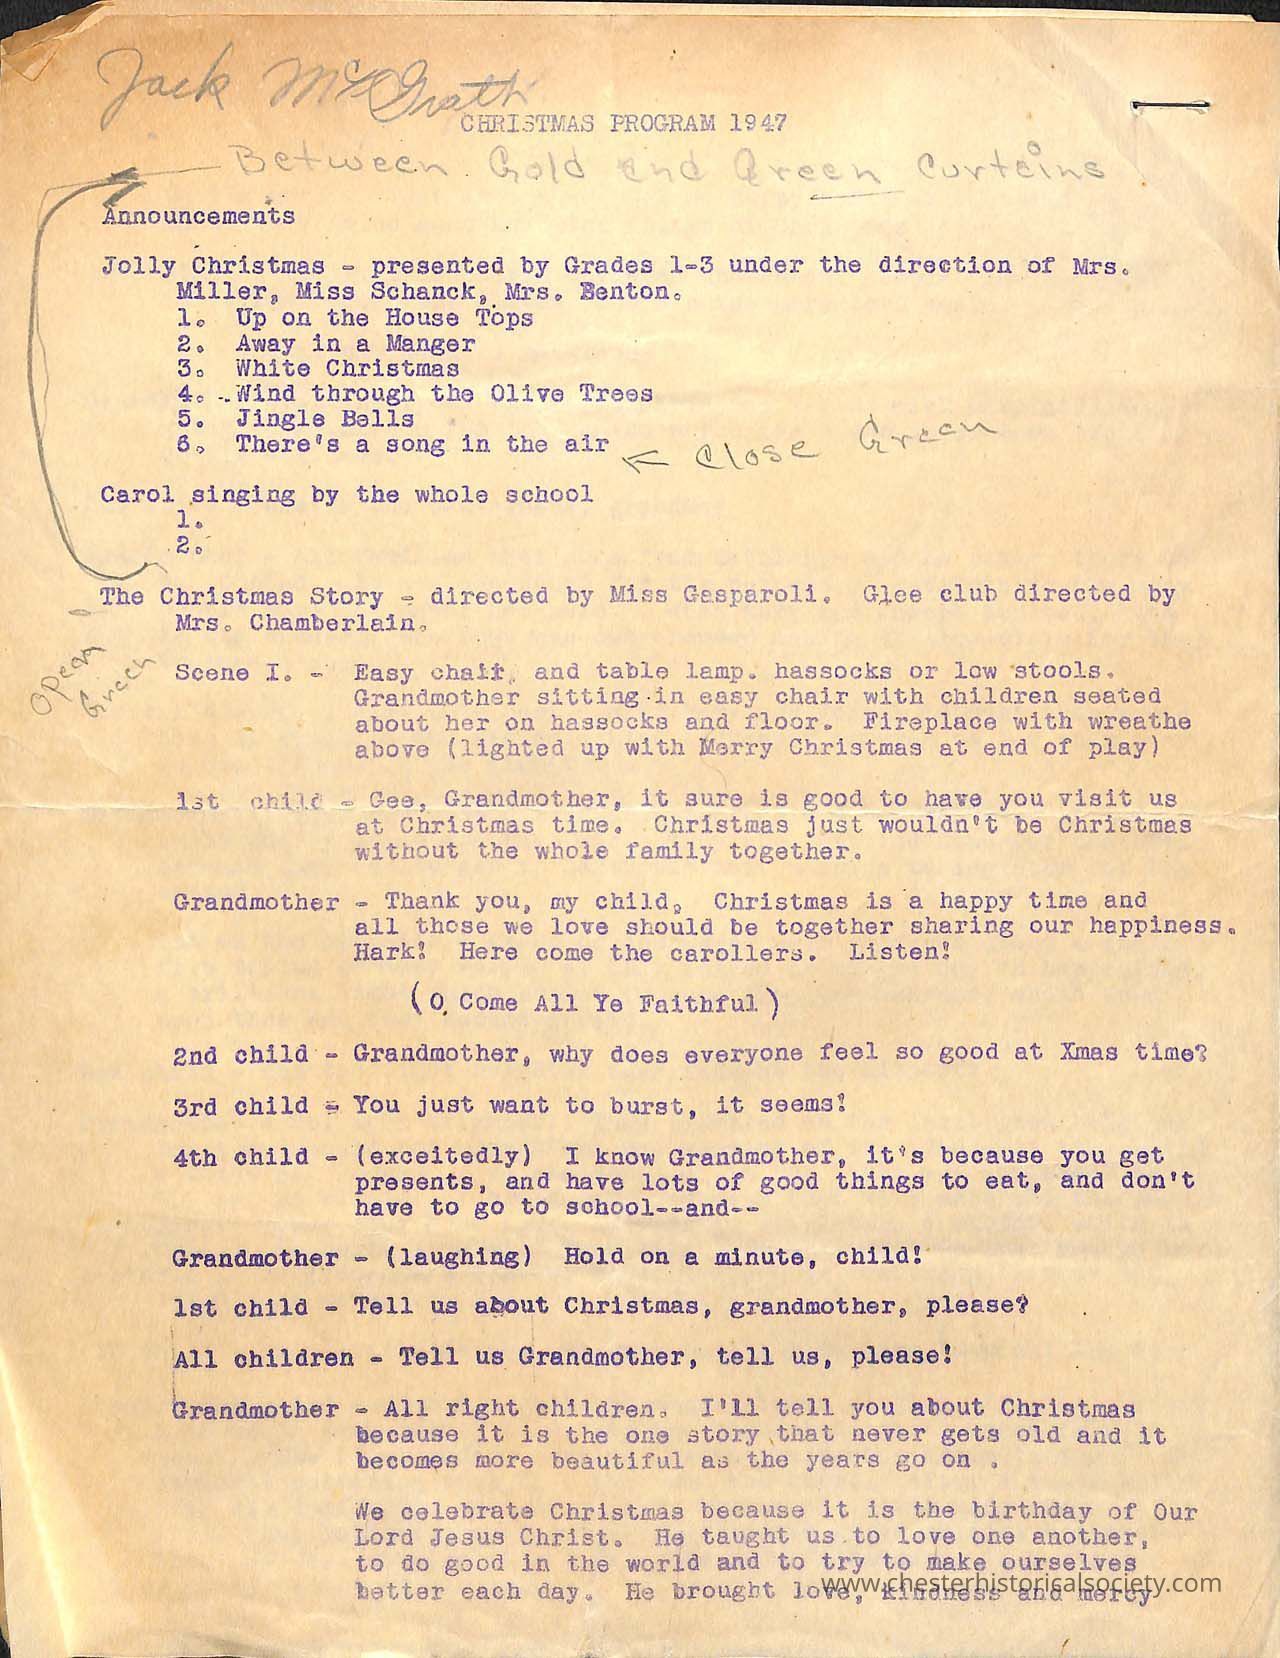 Jack McGrath
CHRISTMAS PROGRAM 1947
Between Gold and Green Curtains
Announcements
Jolly Christmas - presented by Grades 1-3 under the direction of Mrs.
Miller, Miss Schanck, Mrs. Benton.
1. Up on the House Tops
2. Away in a Manger
3. White Christmas
4. Wind through the Olive Trees
5. Jingle Bells
6. There's a song in the air
Close Green
Carol singing by the whole school
1.
2.
The Christmas Story - directed by Miss Gasparoli. Glee club directed by
Mrs. Chamberlain.
Open Green
Scene I. - Easy chair, and table lamp. hassocks or low stools.
Grandmother sitting in easy chair with children seated
about her on hassocks and floor. Fireplace with wreathe
above (lighted up with Merry Christmas at end of play)
1st child - Gee, Grandmother, it sure is good to have you visit us
at Christmas time. Christmas just wouldn't be Christmas
without the whole family together.
Grandmother - Thank you, my child, Christmas is a happy time and
all those we love should be together sharing our happiness.
Hark! Here come the carollers. Listen!
(O, Come All Ye Faithful)
2nd child - Grandmother, why does everyone feel so good at Xmas time?
3rd child - You just want to burst, it seems!
4th child - (exceitedly) I know Grandmother, it's because you get
presents, and have lots of good things to eat, and don't
have to go to school--and--
Grandmother - (laughing) Hold on a minute, child!
1st child - Tell us about Christmas, grandmother, please?
All children - Tell us Grandmother, tell us, please!
Grandmother - All right children. I'll tell you about Christmas
because it is the one story that never gets old and it
becomes more beautiful as the years go on .
We celebrate Christmas because it is the birthday of Our
Lord Jesus Christ. He taught us to love one another,
to do good in the world and to try to make ourselves
better each day. He brought love, kindness and mercy
www.chesterhistoricalsociety.com